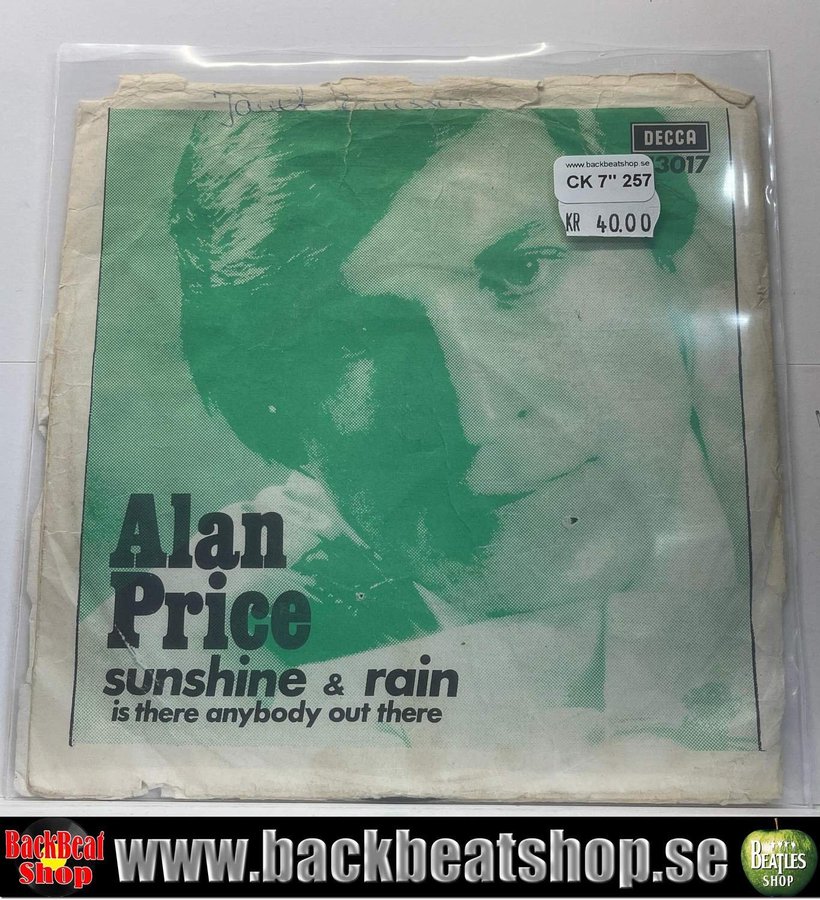 DECCA
3017
www.backbeatshop.se
CK 7" 257
KR 40.00
Alan
Price
sunshine & rain
is there anybody out there
BackBeat
Shop
www.backbeatshop.se
BEATLES
SHOP